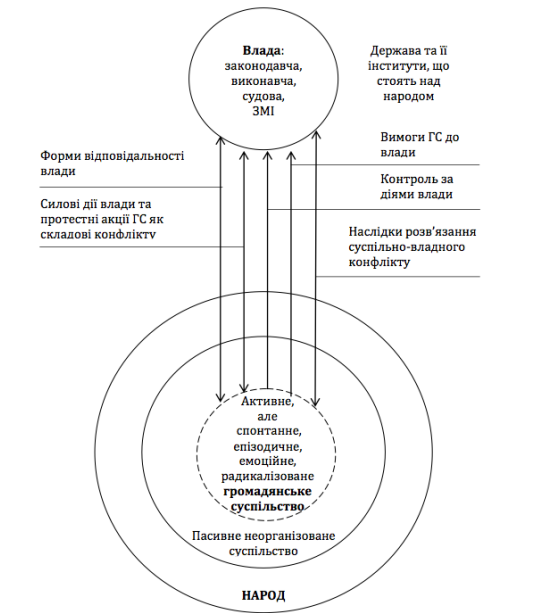 Влада:
законодавча,
виконавча,
судова,
ЗМІ
Держава та її
інститути, що
стоять над
народом
Форми відповідальності
влади
Силові дії влади та
протестні акції ГС як
складові конфлікту
Вимоги ГС до
влади
Контроль за
діями влади
Наслідки розв’язання
суспільно-владного
конфлікту
Активне,
але
спонтанне,
епізодичне,
емоційне,
радикалізоване
громадянське
суспільство
Пасивне неорганізоване
суспільство
НАРОД